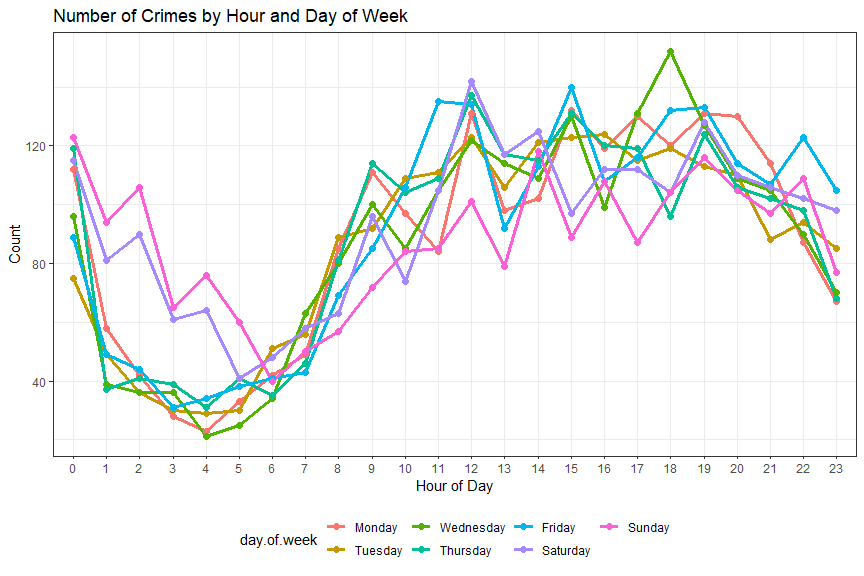 Number of Crimes by Hour and Day of Week
Count
120
80
40
0 1 2 3 4 5 6 7 8 9 10 11 12 13 14 15 16 17 18 19 20 21 22 23
Hour of Day
day.of.week
Monday Wednesday Friday Sunday
Tuesday Thursday Saturday